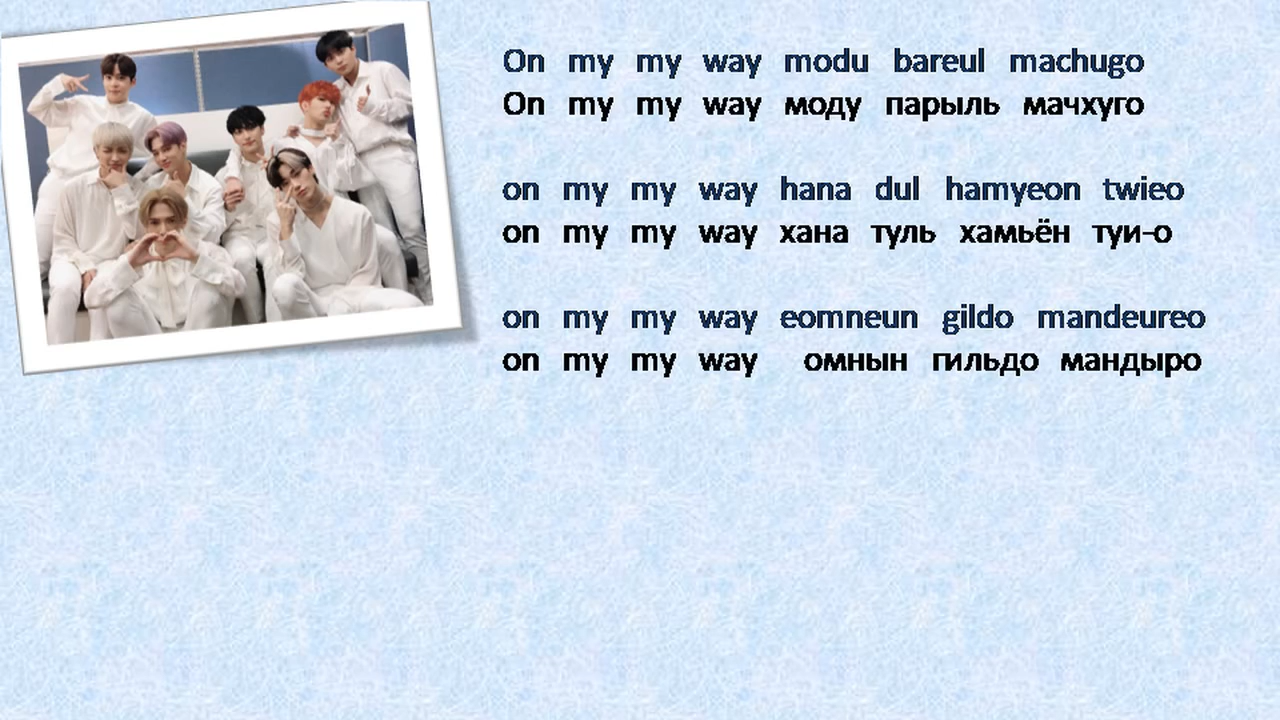 On my my way modu bareul machugo
On my my way моду парыль мачхуго
on my my way hana dul hamyeon twieo
on my my way хана туль хамьён туи-о
on my my way eomneun gildo mandeureo
on my my way омнын гильдо мандыро